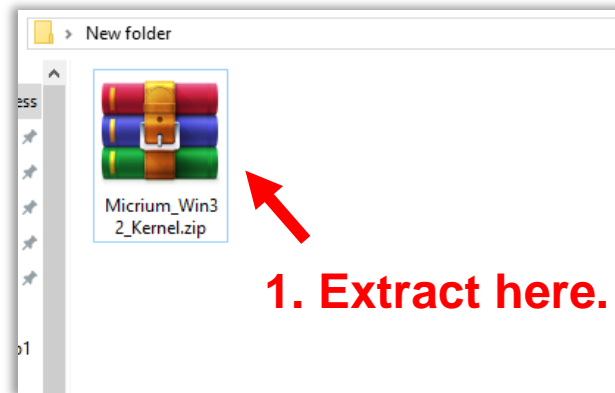 New folder
ess
Micrium_Win3
2_Kernel.zip
1. Extract here.
p1